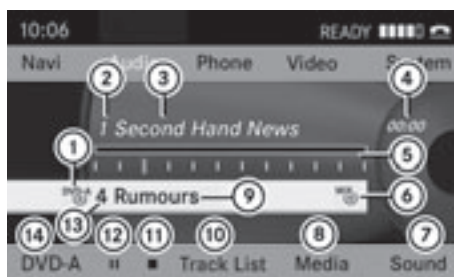 10:06 READY
Navi Audio Phone Video System
2 3 4
1 Second Hand News 00:00
1 5
DVD-A 4 Rumours 9 6
13
14 12 11 10 8 7
DVD-A Track List Media Sound